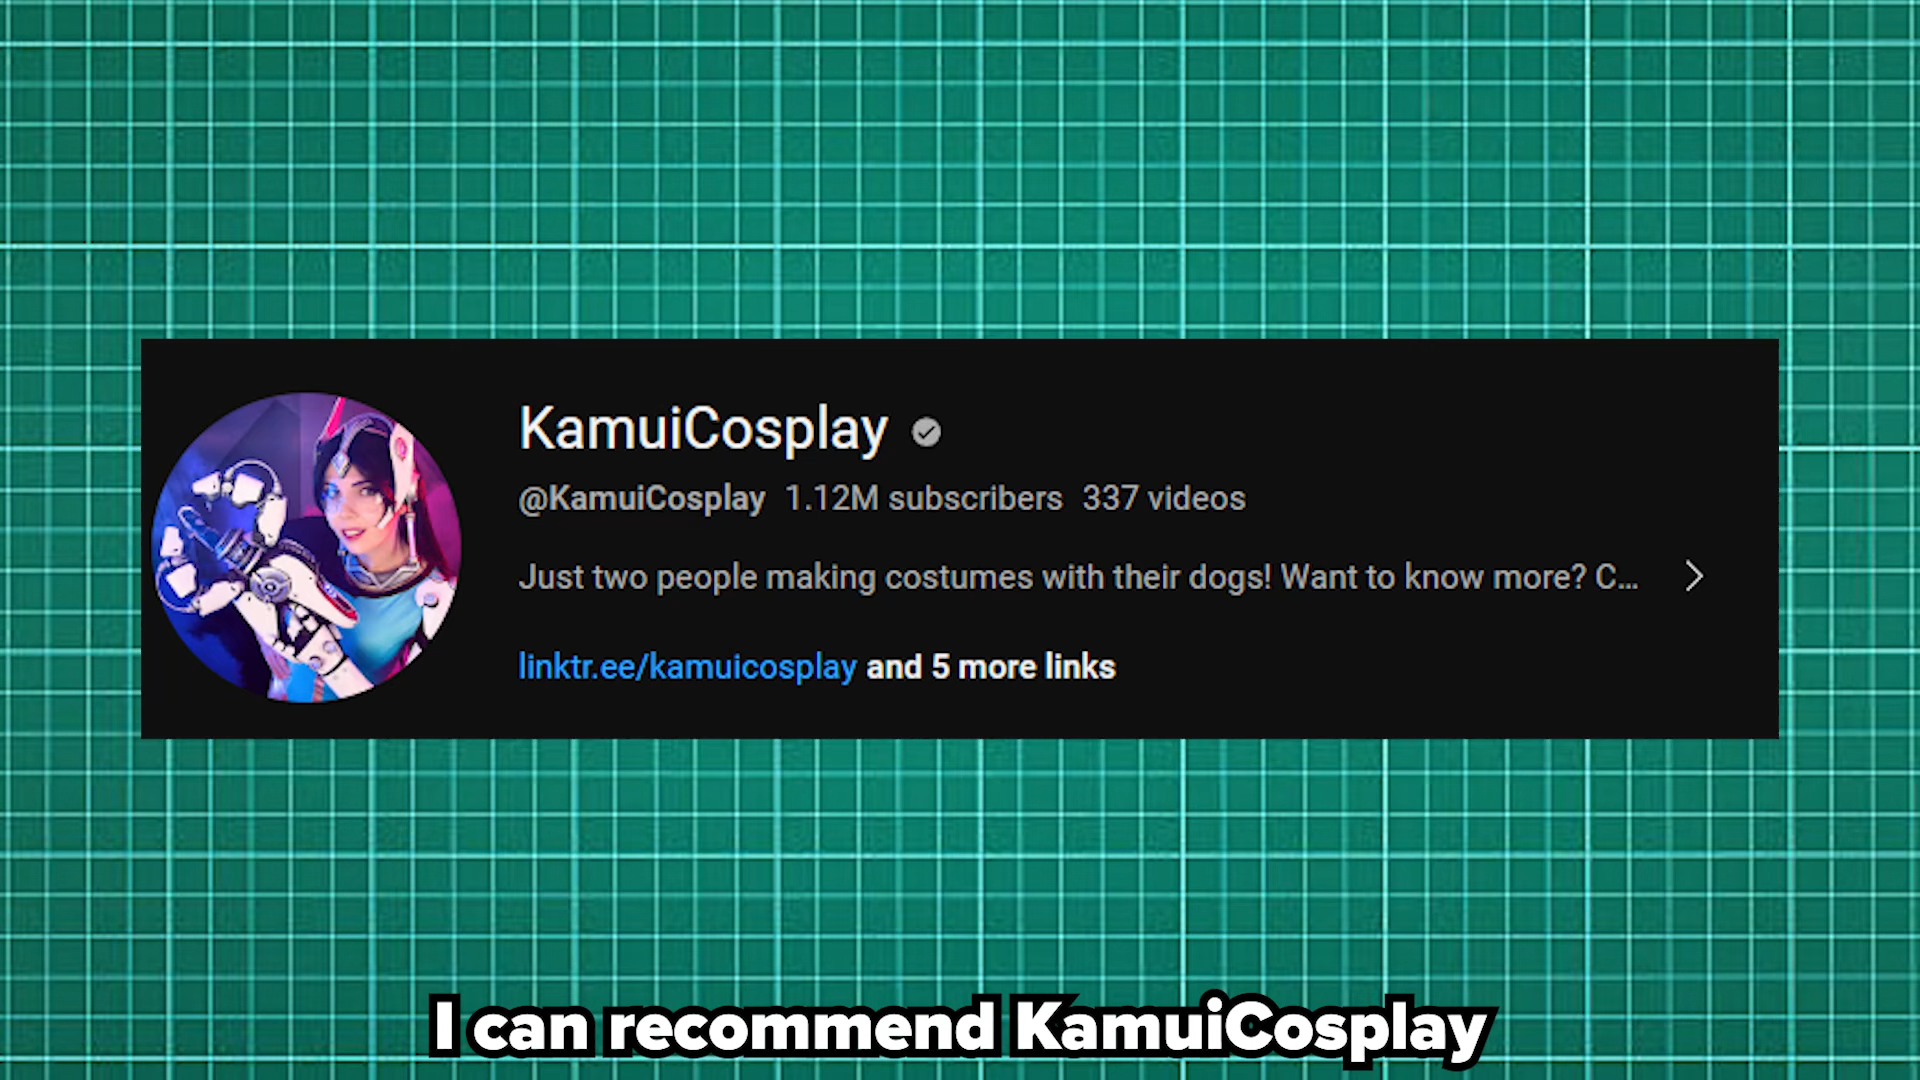 KamuiCosplay
@KamuiCosplay 1.12M subscribers 337 videos
Just two people making costumes with their dogs! Want to know more? C...
linktr.ee/kamuicosplay and 5 more links
I can recommend KamuiCosplay